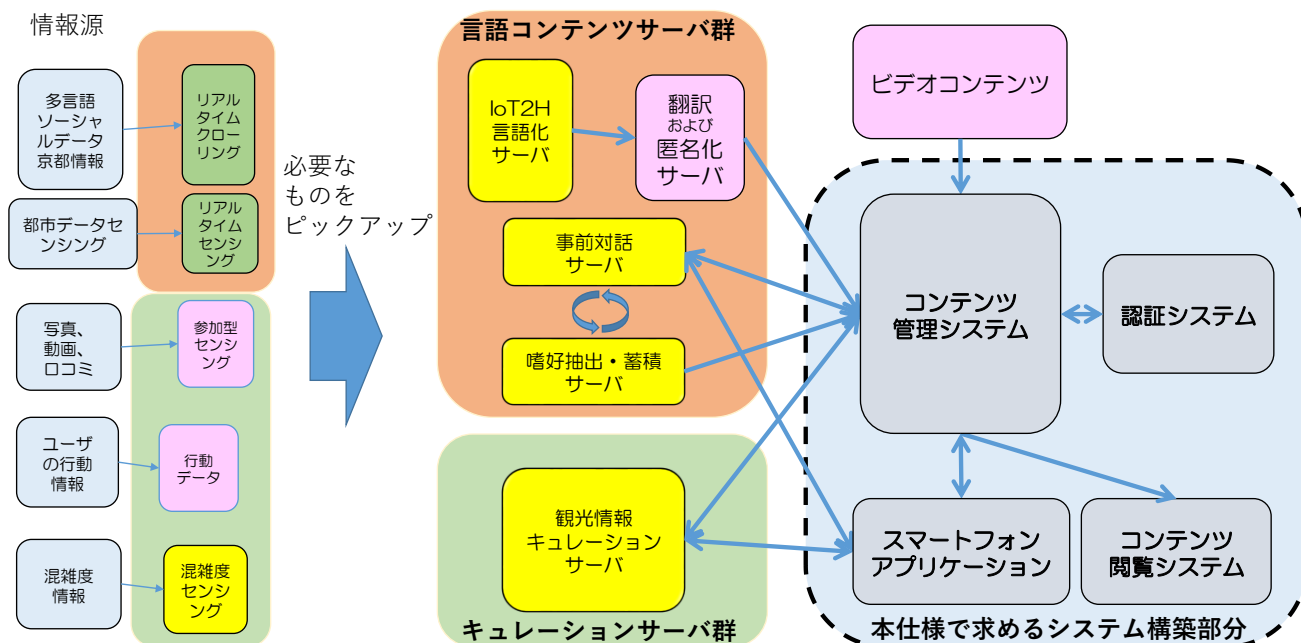 情報源
多言語
ソーシャ
ルデータ
京都情報
リアル
タイム
クロー
リング
都市データセ
ンシング
リアル
タイム
センシ
ング
写真、
動画、
口コミ
参加型
センシ
ング
ユーザ
の行動
情報
行動
データ
混雑度
情報
混雑度
センシ
ング
必要な
ものを
ピックアップ
言語コンテンツサーバ群
IoT2H
言語化
サーバ
翻訳
および
匿名化
サーバ
事前対話
サーバ
嗜好抽出・蓄積
サーバ
観光情報
キュレーション
サーバ
キュレーションサーバ群
ビデオコンテンツ
コンテンツ
管理システム
認証システム
スマートフォン
アプリケーション
コンテンツ
閲覧システム
本仕様で求めるシステム構築部分